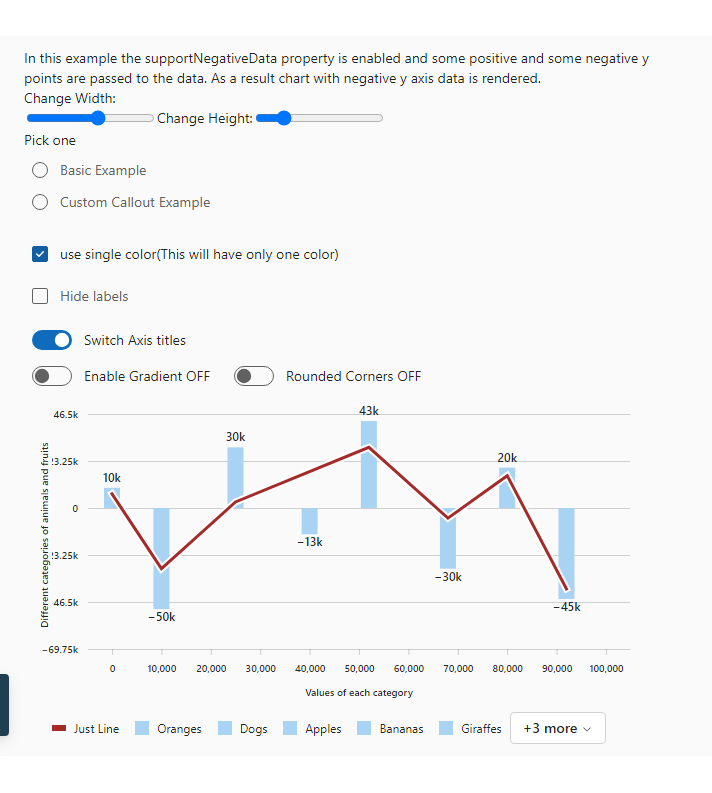 In this example the supportNegativeData property is enabled and some positive and some negative y
points are passed to the data. As a result chart with negative y axis data is rendered.
Change Width:
Change Height:
Pick one
Basic Example
Custom Callout Example
use single color(This will have only one color)
Hide labels
Switch Axis titles
Enable Gradient OFF Rounded Corners OFF
Different categories of animals and fruits
46.5k
3.25k
0
3.25k
46.5k
−69.75k
10k
−50k
30k
−13k
43k
−30k
20k
−45k
0 10,000 20,000 30,000 40,000 50,000 60,000 70,000 80,000 90,000 100,000
Values of each category
Just Line Oranges Dogs Apples Bananas Giraffes +3 more